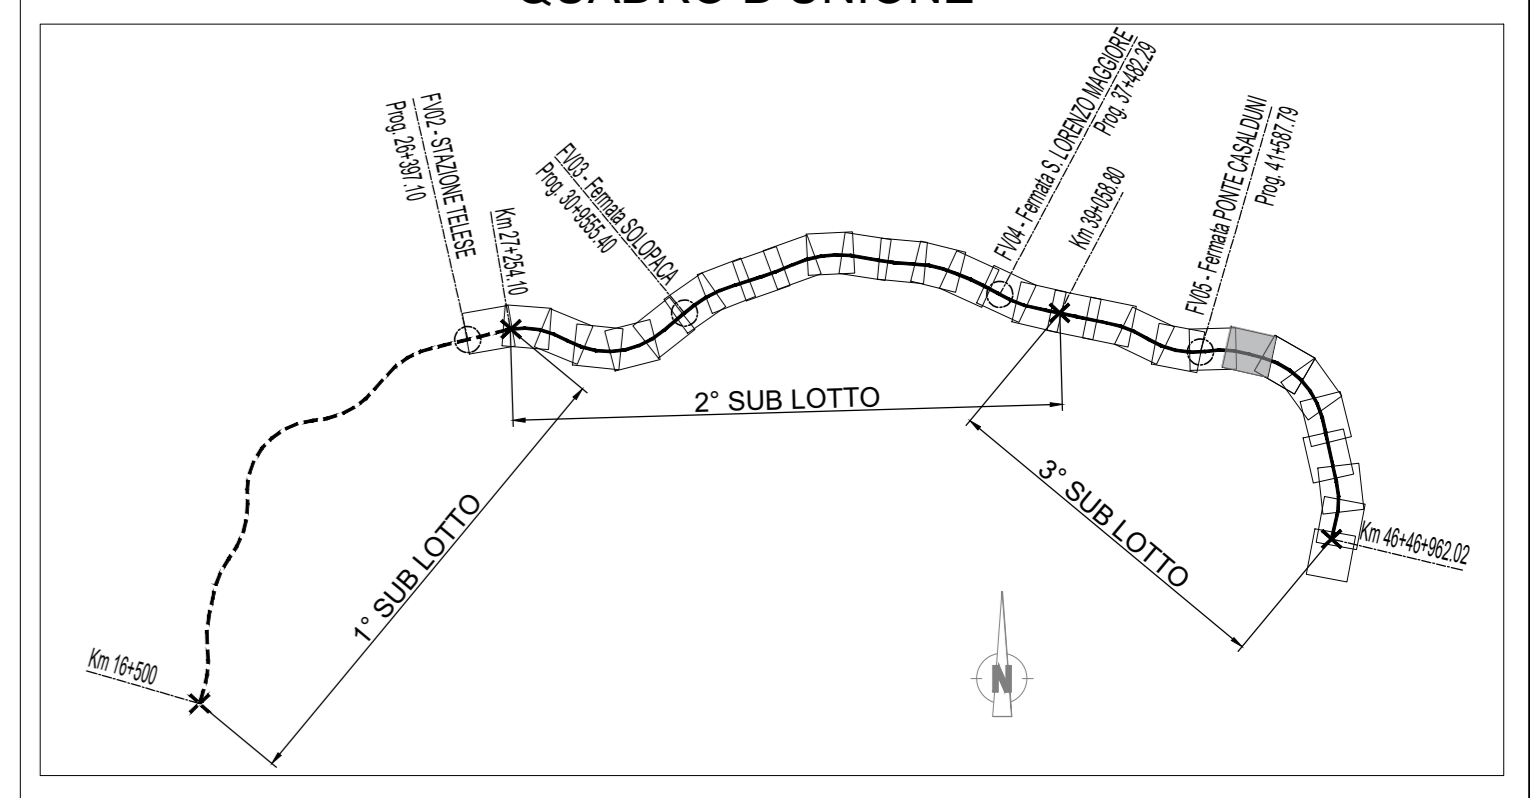 QUADRO D'UNIONE
FV02 - STAZIONE TELESE
Prog. 26+397.10
Km 27+254.10
FV03 - Fermata SOLOPACA
Prog. 30+9555.40
FV04 - Fermata S. LORENZO MAGGIORE
Prog. 37+482.29
Km 39+058.80
FV05 - Fermata PONTE CASALDUNI
Prog. 41+587.79
2° SUB LOTTO
1° SUB LOTTO
3° SUB LOTTO
Km 46+46+962.02
Km 16+500
N